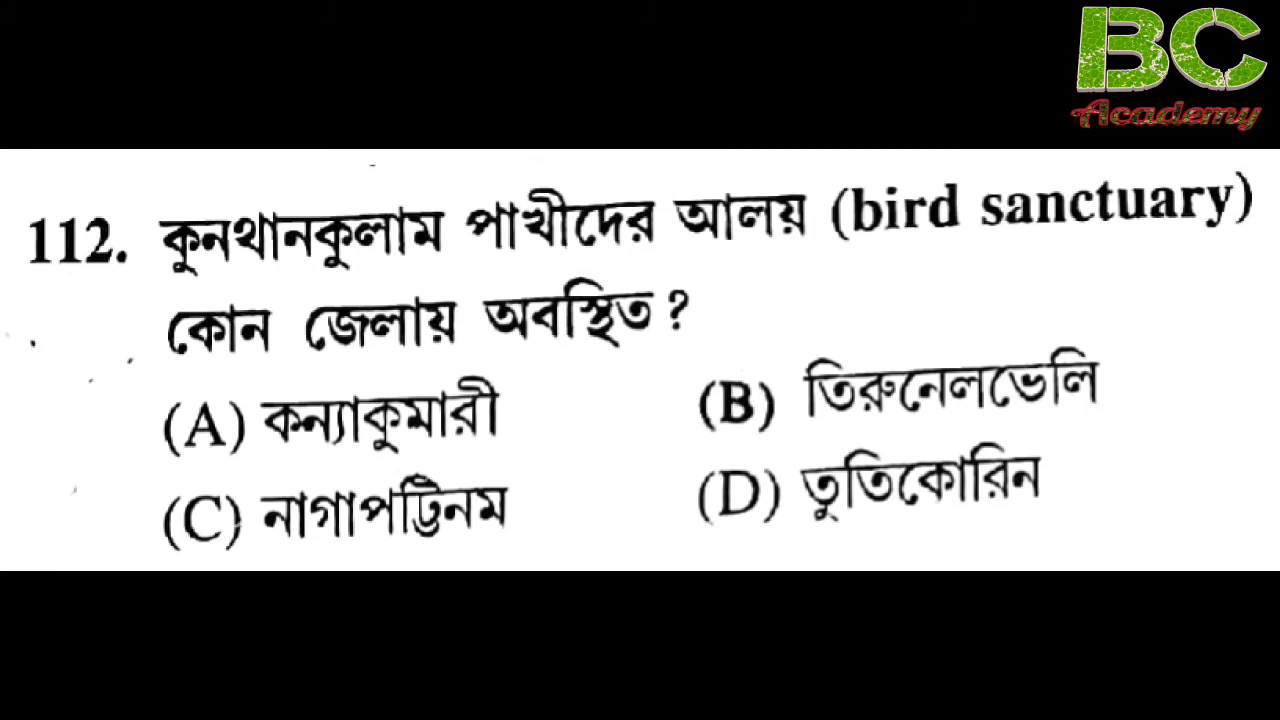 BC
Academy
112. কুনথানকুলাম পাখীদের আলয় (bird sanctuary)
কোন জেলায় অবস্থিত ?
(A) কন্যাকুমারী (B) তিরুনেলভেলি
(C) নাগাপট্টিনম (D) তুতিকোরিন